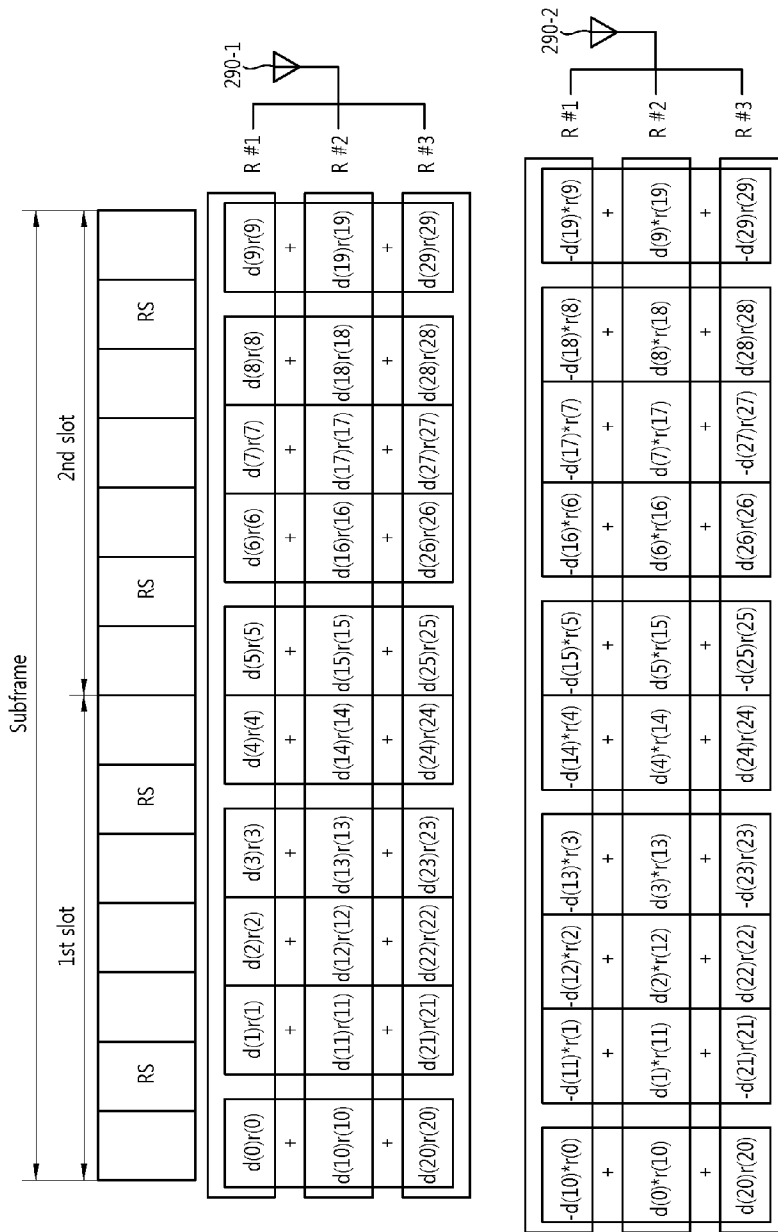 Subframe
1st slot 2nd slot
RS RS RS RS
290-1
d(0)r(0) d(1)r(1) d(2)r(2) d(3)r(3) d(4)r(4) d(5)r(5) d(6)r(6) d(7)r(7) d(8)r(8) d(9)r(9) R #1
+ + + + + + + + + +
d(10)r(10) d(11)r(11) d(12)r(12) d(13)r(13) d(14)r(14) d(15)r(15) d(16)r(16) d(17)r(17) d(18)r(18) d(19)r(19) R #2
+ + + + + + + + + +
d(20)r(20) d(21)r(21) d(22)r(22) d(23)r(23) d(24)r(24) d(25)r(25) d(26)r(26) d(27)r(27) d(28)r(28) d(29)r(29) R #3
290-2
-d(10)*r(0) -d(11)*r(1) -d(12)*r(2) -d(13)*r(3) -d(14)*r(4) -d(15)*r(5) -d(16)*r(6) -d(17)*r(7) -d(18)*r(8) -d(19)*r(9) R #1
+ + + + + + + + + +
d(0)*r(10) d(1)*r(11) d(2)*r(12) d(3)*r(13) d(4)*r(14) d(5)*r(15) d(6)*r(16) d(7)*r(17) d(8)*r(18) d(9)*r(19) R #2
+ + + + + + + + + +
d(20)r(20) -d(21)r(21) d(22)r(22) -d(23)r(23) d(24)r(24) -d(25)r(25) d(26)r(26) -d(27)r(27) d(28)r(28) -d(29)r(29) R #3